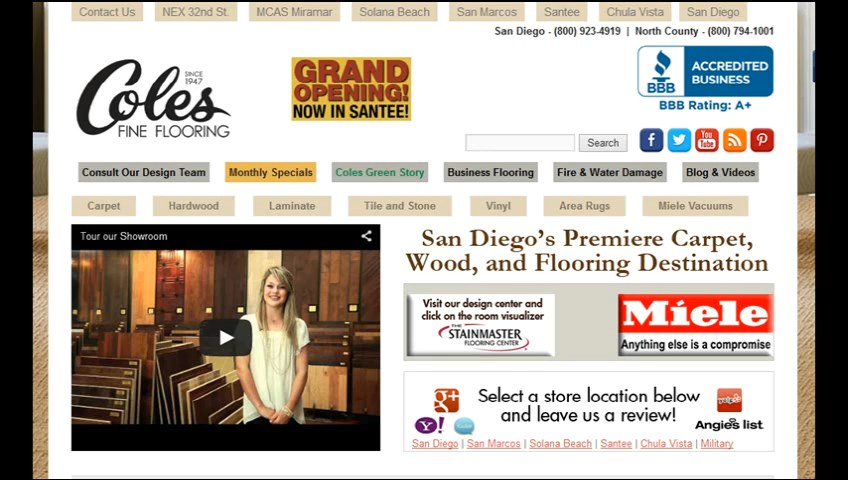 Contact Us
NEX 32nd St.
MCAS Miramar
Solana Beach
San Marcos
Santee
Chula Vista
San Diego
San Diego - (800) 923-4919 | North County - (800) 794-1001
SINCE
1947
Coles
FINE FLOORING
GRAND
OPENING!
NOW IN SANTEE!
BBB
ACCREDITED
BUSINESS
BBB Rating: A+
Search
You
Tube
Consult Our Design Team
Monthly Specials
Coles Green Story
Business Flooring
Fire & Water Damage
Blog & Videos
Carpet
Hardwood
Laminate
Tile and Stone
Vinyl
Area Rugs
Miele Vacuums
Tour our Showroom
San Diego's Premiere Carpet,
Wood, and Flooring Destination
Visit our design center and
click on the room visualizer
THE
STAINMASTER
FLOORING CENTER
Miele
Anything else is a compromise
Select a store location below
and leave us a review!
g+
Y!
yelp
Angie's list
San Diego | San Marcos | Solana Beach | Santee | Chula Vista | Military